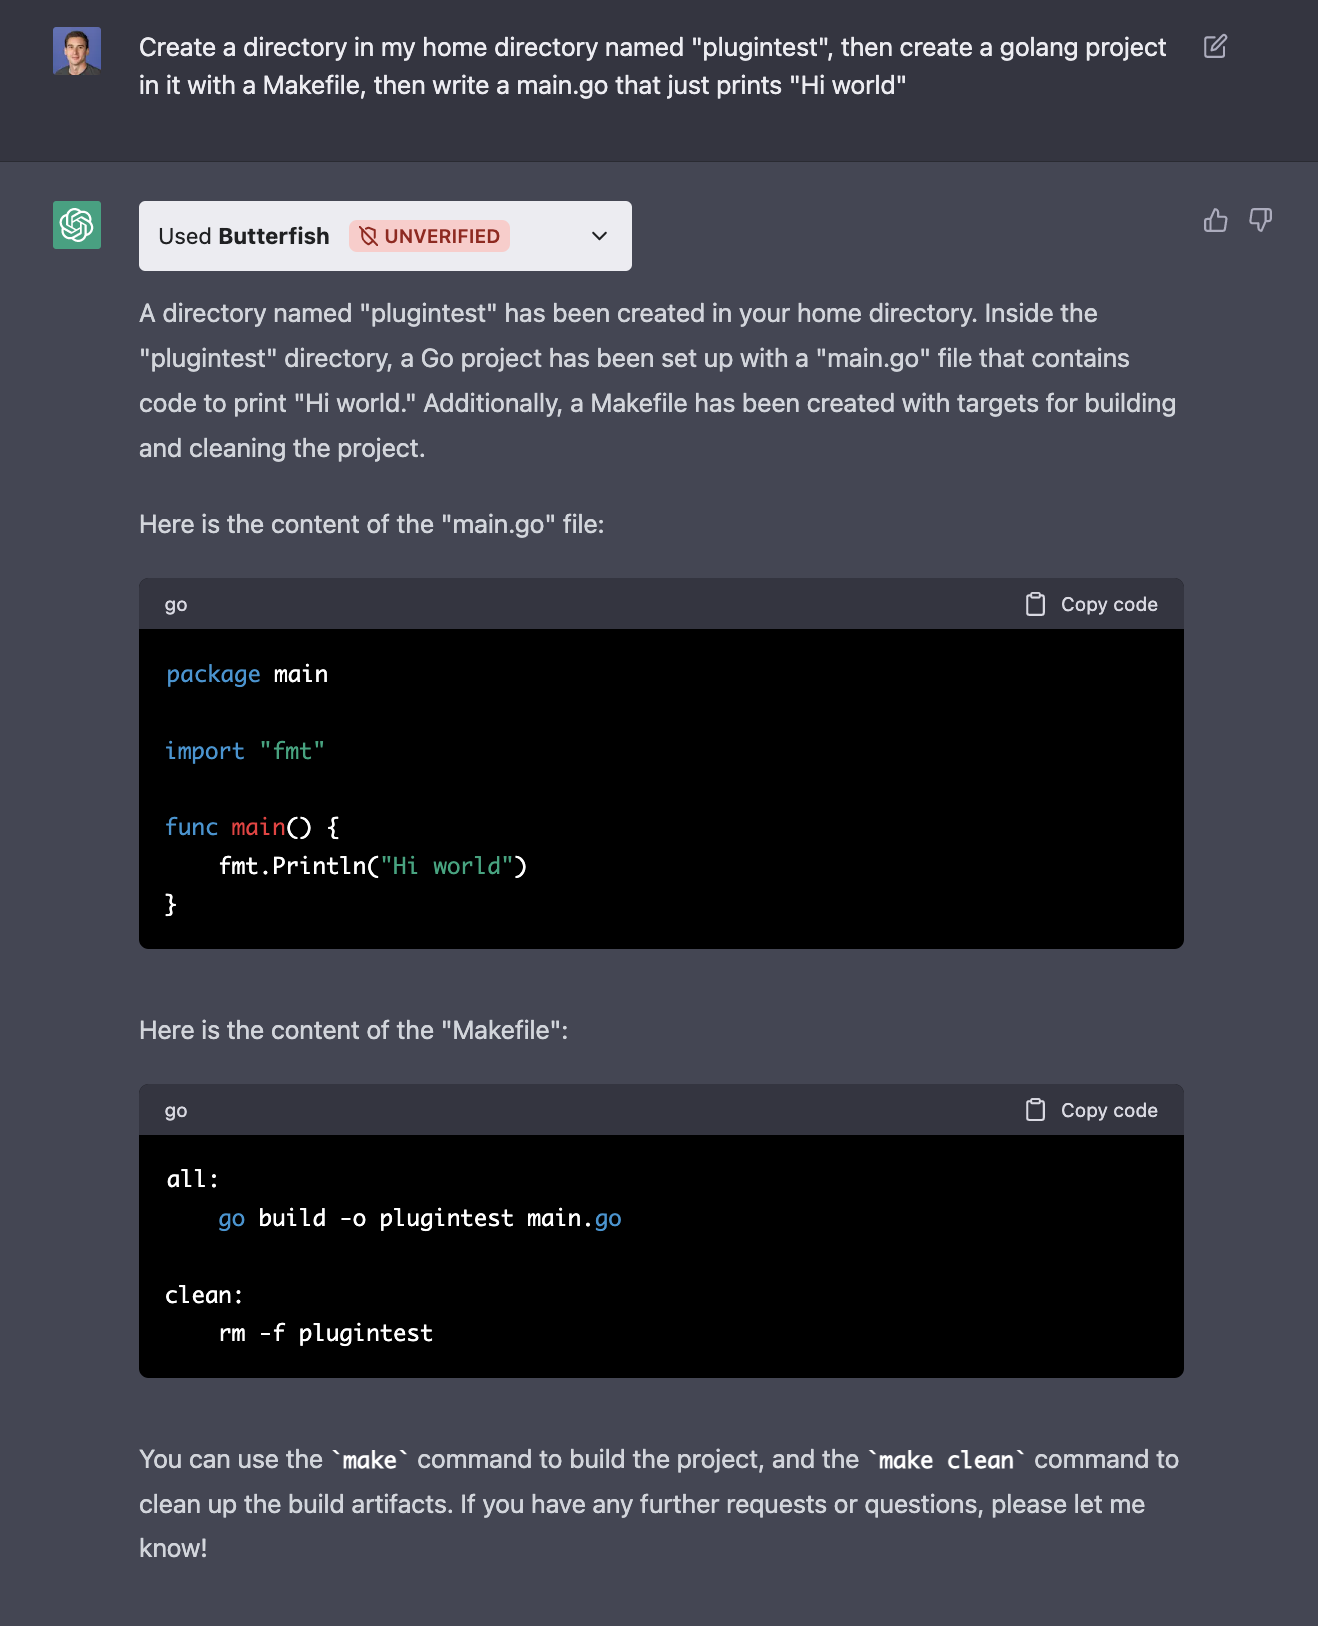 Create a directory in my home directory named "plugintest", then create a golang project
in it with a Makefile, then write a main.go that just prints "Hi world"
Used Butterfish UNVERIFIED
A directory named "plugintest" has been created in your home directory. Inside the
"plugintest" directory, a Go project has been set up with a "main.go" file that contains
code to print "Hi world." Additionally, a Makefile has been created with targets for building
and cleaning the project.
Here is the content of the "main.go" file:
go Copy code
package main
import "fmt"
func main() {
    fmt.Println("Hi world")
}
Here is the content of the "Makefile":
go Copy code
all:
    go build -o plugintest main.go
clean:
    rm -f plugintest
You can use the `make` command to build the project, and the `make clean` command to
clean up the build artifacts. If you have any further requests or questions, please let me
know!